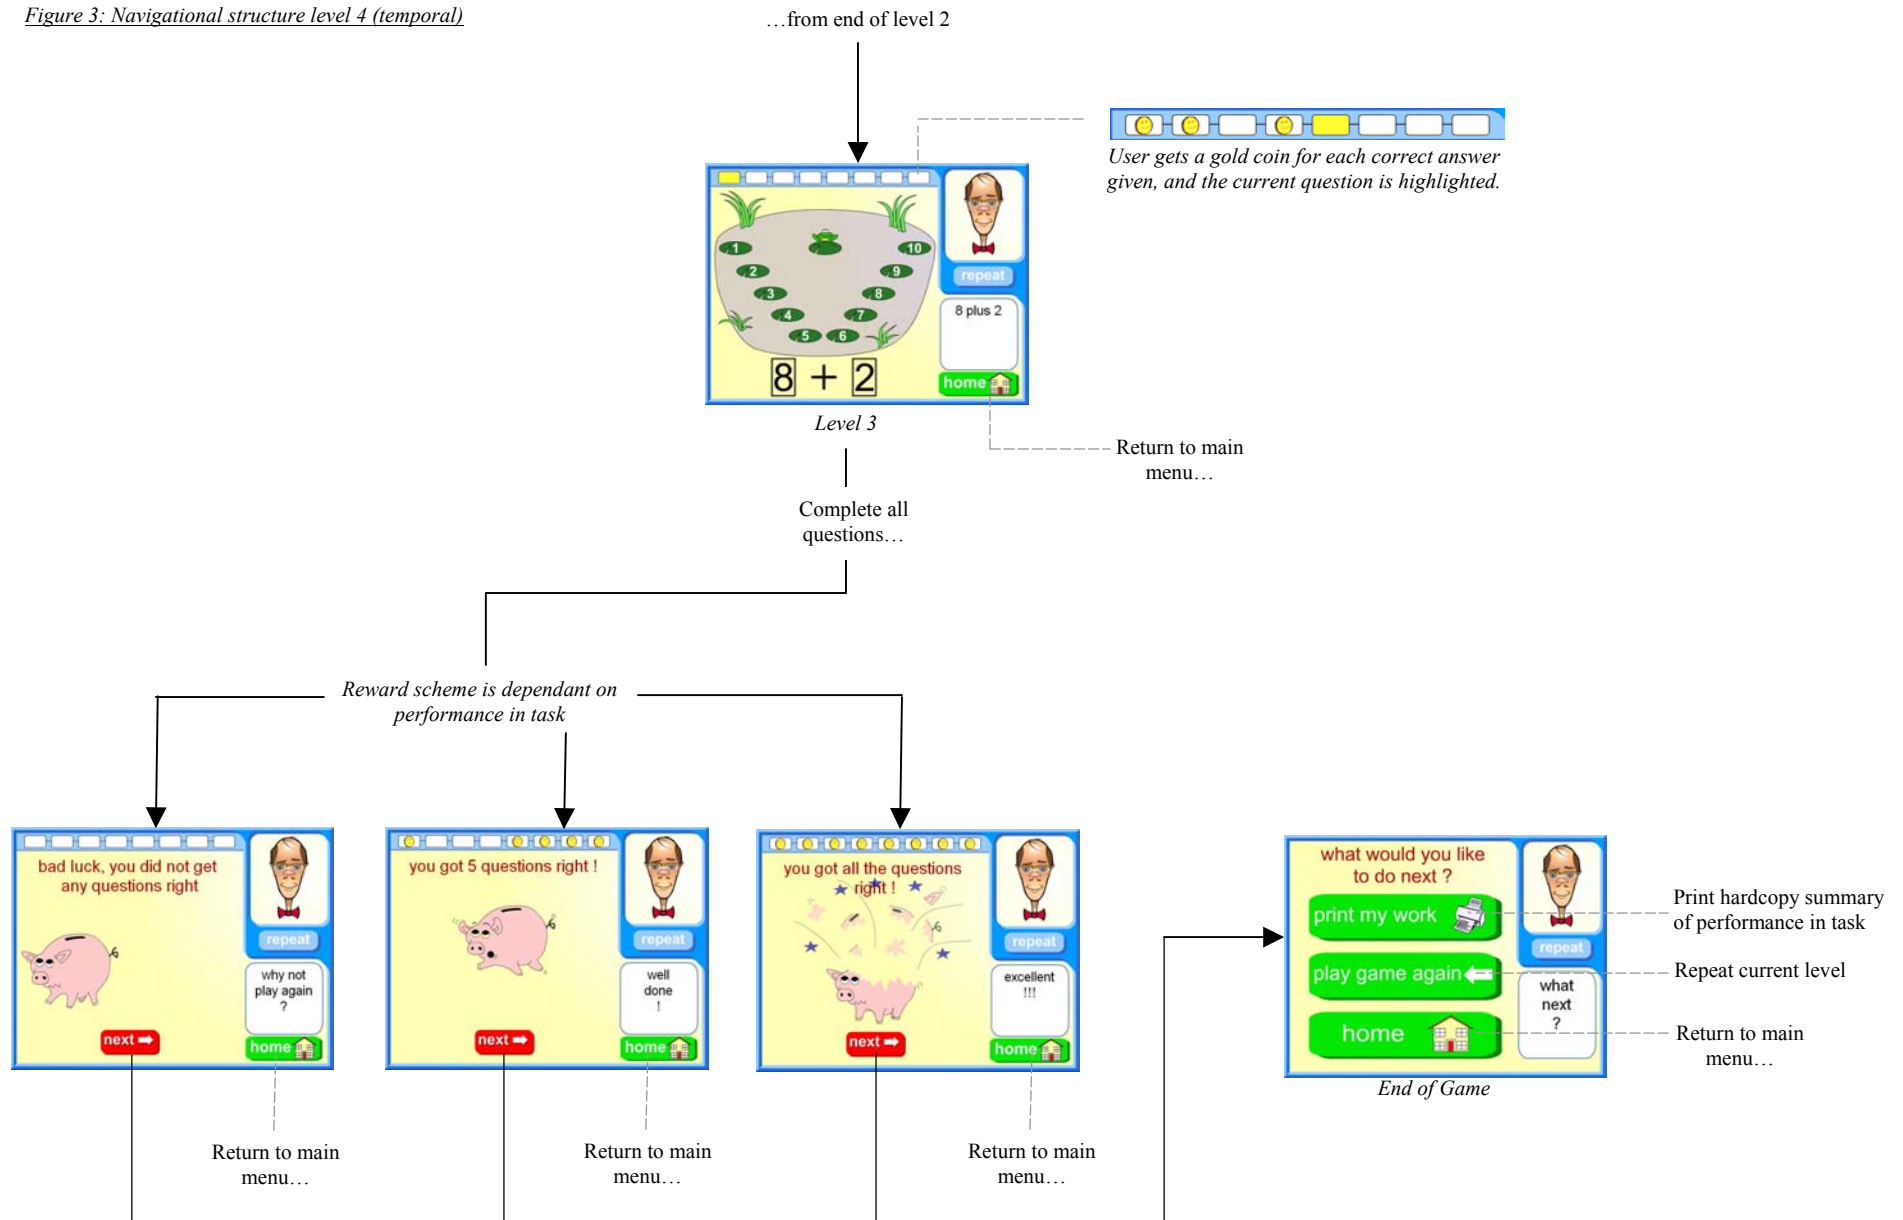 Figure 3: Navigational structure level 4 (temporal)
…from end of level 2
User gets a gold coin for each correct answer
given, and the current question is highlighted.
1
10
2
9
3
8
4
7
5
6
8 + 2
repeat
8 plus 2
home
Level 3
Return to main
menu…
Complete all
questions…
Reward scheme is dependant on
performance in task
bad luck, you did not get
any questions right
repeat
why not
play again
?
next
home
Return to main
menu…
you got 5 questions right !
repeat
well
done
!
next
home
Return to main
menu…
you got all the questions
right !
repeat
excellent
!!!
next
home
Return to main
menu…
what would you like
to do next ?
print my work
play game again
home
repeat
what
next
?
End of Game
Print hardcopy summary
of performance in task
Repeat current level
Return to main
menu…